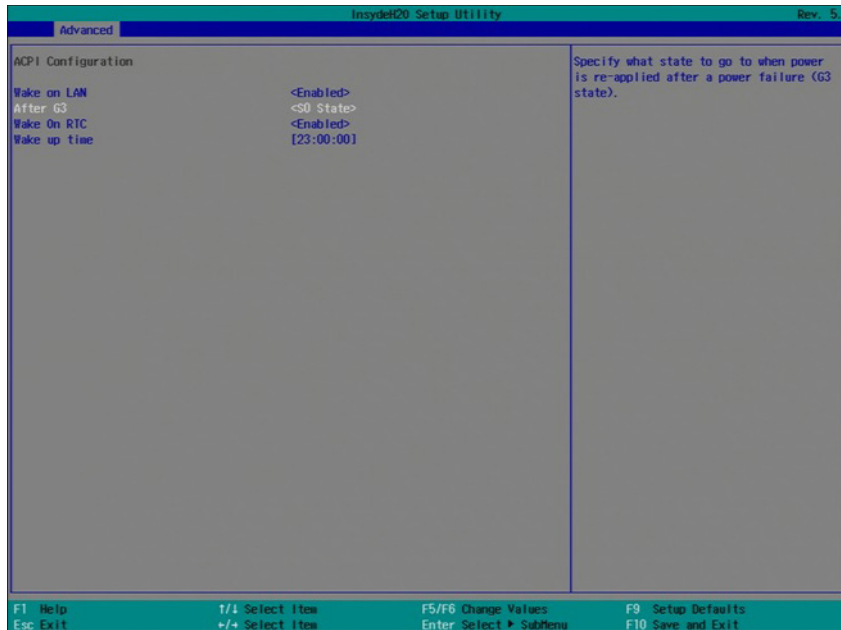 InsydeH20 Setup Utility Rev. 5.
Advanced
ACPI Configuration
Wake on LAN <Enabled>
After G3 <S0 State>
Wake On RTC <Enabled>
Wake up time [23:00:00]
Specify what state to go to when power
is re-applied after a power failure (G3
state).
F1 Help ↑/↓ Select Item F5/F6 Change Values F9 Setup Defaults
Esc Exit ←/→ Select Item Enter Select ▶ SubMenu F10 Save and Exit